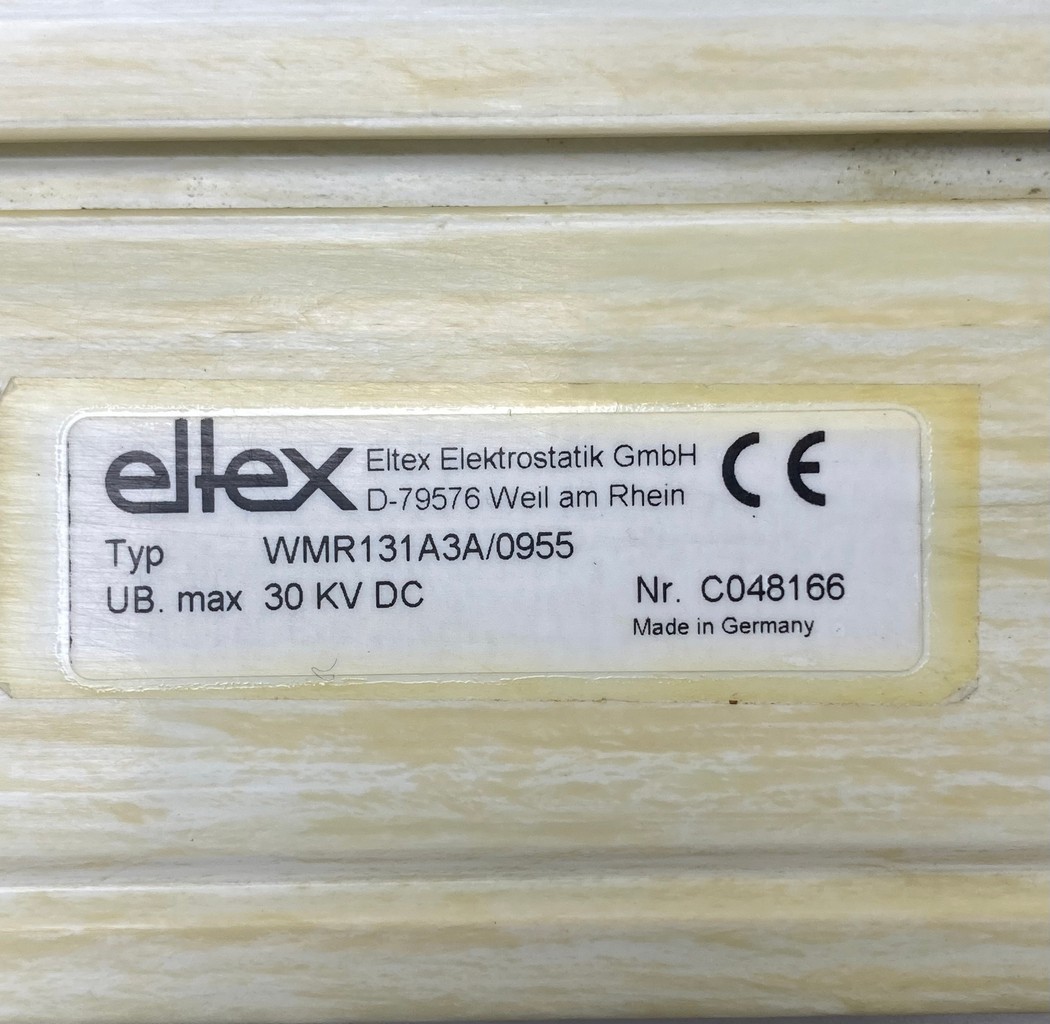 eltex
Eltex Elektrostatik GmbH
D-79576 Weil am Rhein
CE
Typ WMR131A3A/0955
UB. max 30 KV DC
Nr. C048166
Made in Germany